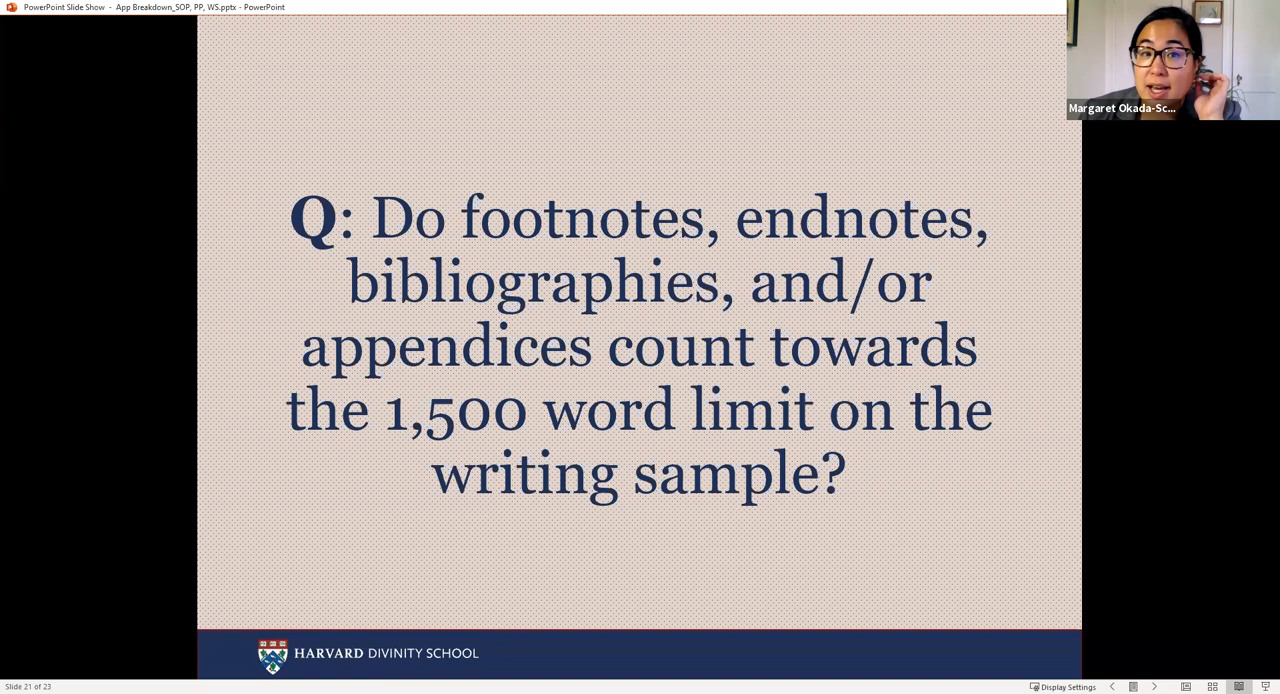 PowerPoint Slide Show - App Breakdown_SOP, PP, WS.pptx - PowerPoint
Margaret Okada-Sc...
Q: Do footnotes, endnotes,
bibliographies, and/or
appendices count towards
the 1,500 word limit on the
writing sample?
HARVARD DIVINITY SCHOOL
Slide 21 of 23
Display Settings